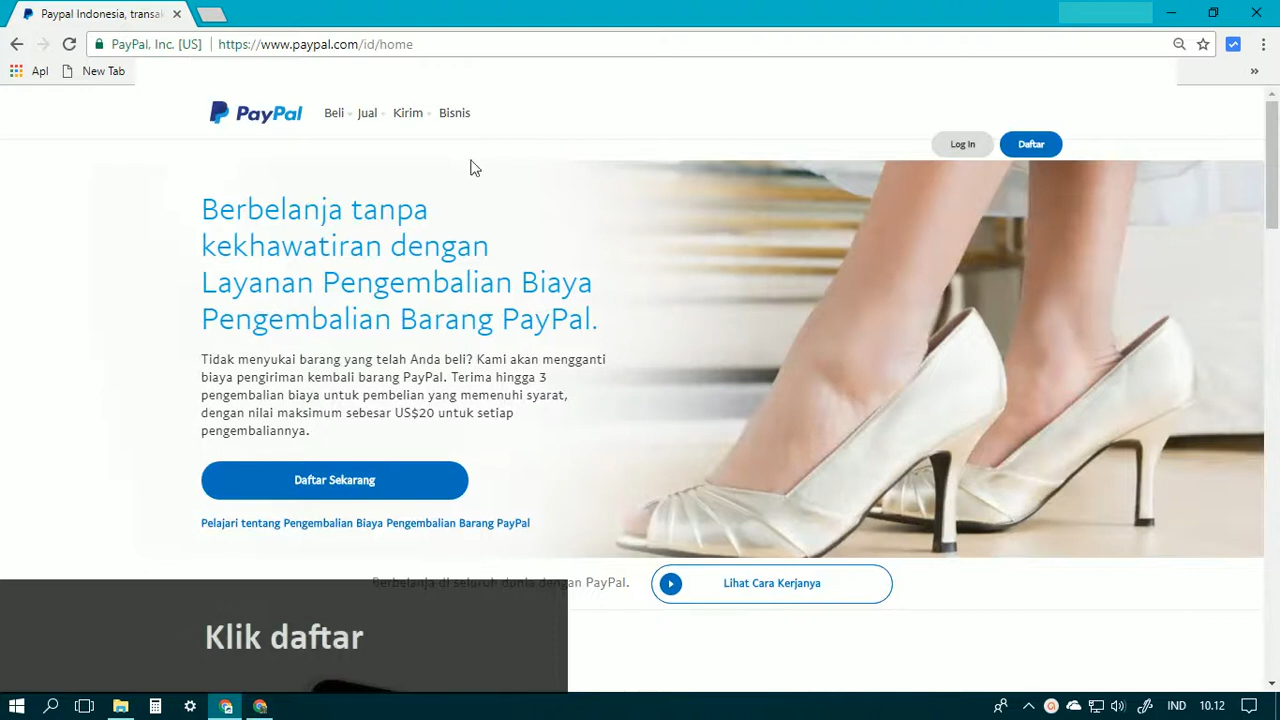 Paypal Indonesia, transak
PayPal, Inc. [US] https://www.paypal.com/id/home
Apl New Tab
PayPal Beli Jual Kirim Bisnis
Log In Daftar
Berbelanja tanpa
kekhawatiran dengan
Layanan Pengembalian Biaya
Pengembalian Barang PayPal.
Tidak menyukai barang yang telah Anda beli? Kami akan mengganti
biaya pengiriman kembali barang PayPal. Terima hingga 3
pengembalian biaya untuk pembelian yang memenuhi syarat,
dengan nilai maksimum sebesar US$20 untuk setiap
pengembaliannya.
Daftar Sekarang
Pelajari tentang Pengembalian Biaya Pengembalian Barang PayPal
Berbelanja di seluruh dunia dengan PayPal.
Lihat Cara Kerjanya
Klik daftar
IND 10.12